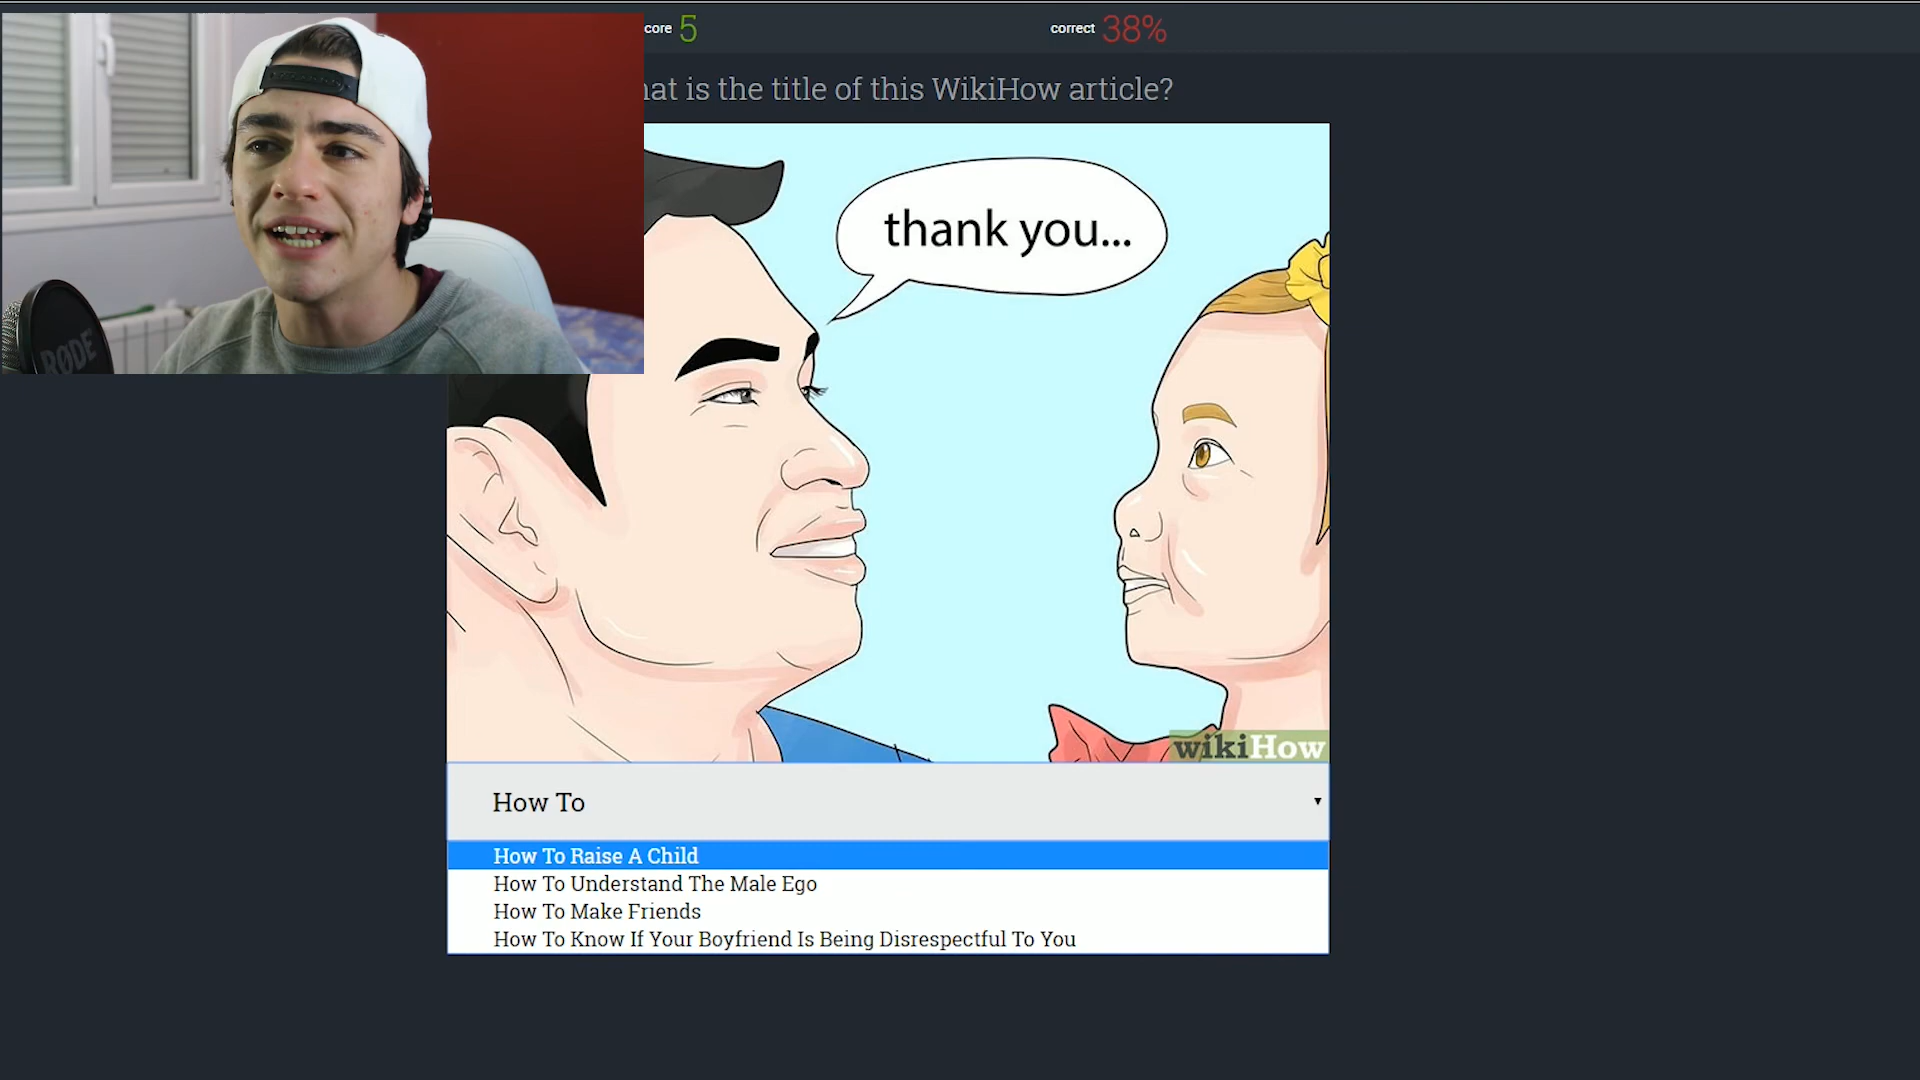 core 5
correct 38%
hat is the title of this WikiHow article?
thank you...
RØDE
wikiHow
How To
How To Raise A Child
How To Understand The Male Ego
How To Make Friends
How To Know If Your Boyfriend Is Being Disrespectful To You